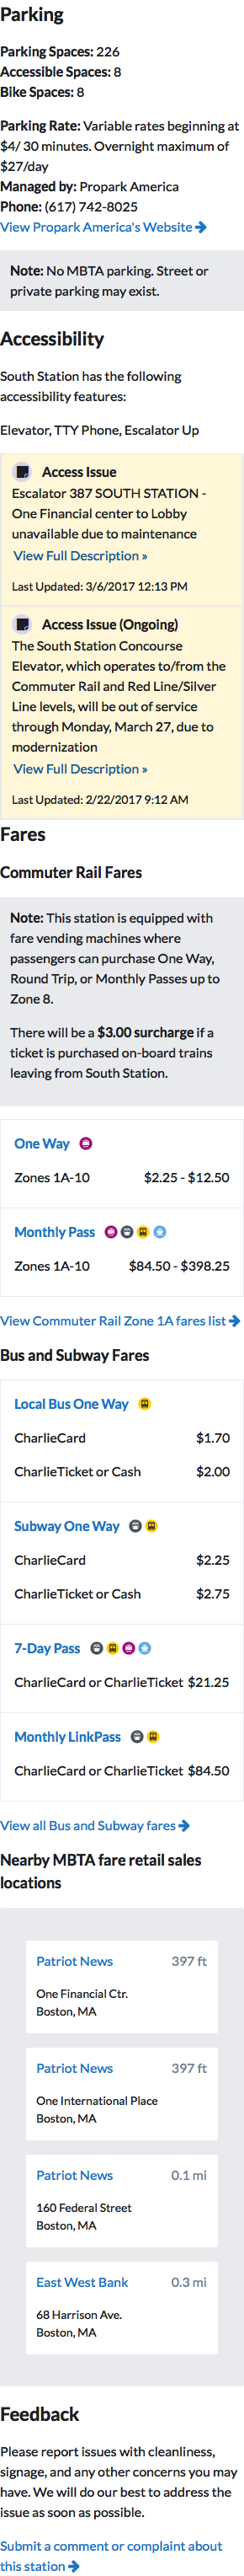 Parking
Parking Spaces: 226
Accessible Spaces: 8
Bike Spaces: 8
Parking Rate: Variable rates beginning at
$4/ 30 minutes. Overnight maximum of
$27/day
Managed by: Propark America
Phone: (617) 742-8025
View Propark America's Website
Note: No MBTA parking. Street or
private parking may exist.
Accessibility
South Station has the following
accessibility features:
Elevator, TTY Phone, Escalator Up
Access Issue
Escalator 387 SOUTH STATION -
One Financial center to Lobby
unavailable due to maintenance
View Full Description »
Last Updated: 3/6/2017 12:13 PM
Access Issue (Ongoing)
The South Station Concourse
Elevator, which operates to/from the
Commuter Rail and Red Line/Silver
Line levels, will be out of service
through Monday, March 27, due to
modernization
View Full Description »
Last Updated: 2/22/2017 9:12 AM
Fares
Commuter Rail Fares
Note: This station is equipped with
fare vending machines where
passengers can purchase One Way,
Round Trip, or Monthly Passes up to
Zone 8.
There will be a $3.00 surcharge if a
ticket is purchased on-board trains
leaving from South Station.
One Way
Zones 1A-10 $2.25 - $12.50
Monthly Pass
Zones 1A-10 $84.50 - $398.25
View Commuter Rail Zone 1A fares list
Bus and Subway Fares
Local Bus One Way
CharlieCard $1.70
CharlieTicket or Cash $2.00
Subway One Way
CharlieCard $2.25
CharlieTicket or Cash $2.75
7-Day Pass
CharlieCard or CharlieTicket $21.25
Monthly LinkPass
CharlieCard or CharlieTicket $84.50
View all Bus and Subway fares
Nearby MBTA fare retail sales
locations
Patriot News 397 ft
One Financial Ctr.
Boston, MA
Patriot News 397 ft
One International Place
Boston, MA
Patriot News 0.1 mi
160 Federal Street
Boston, MA
East West Bank 0.3 mi
68 Harrison Ave.
Boston, MA
Feedback
Please report issues with cleanliness,
signage, and any other concerns you may
have. We will do our best to address the
issue as soon as possible.
Submit a comment or complaint about
this station